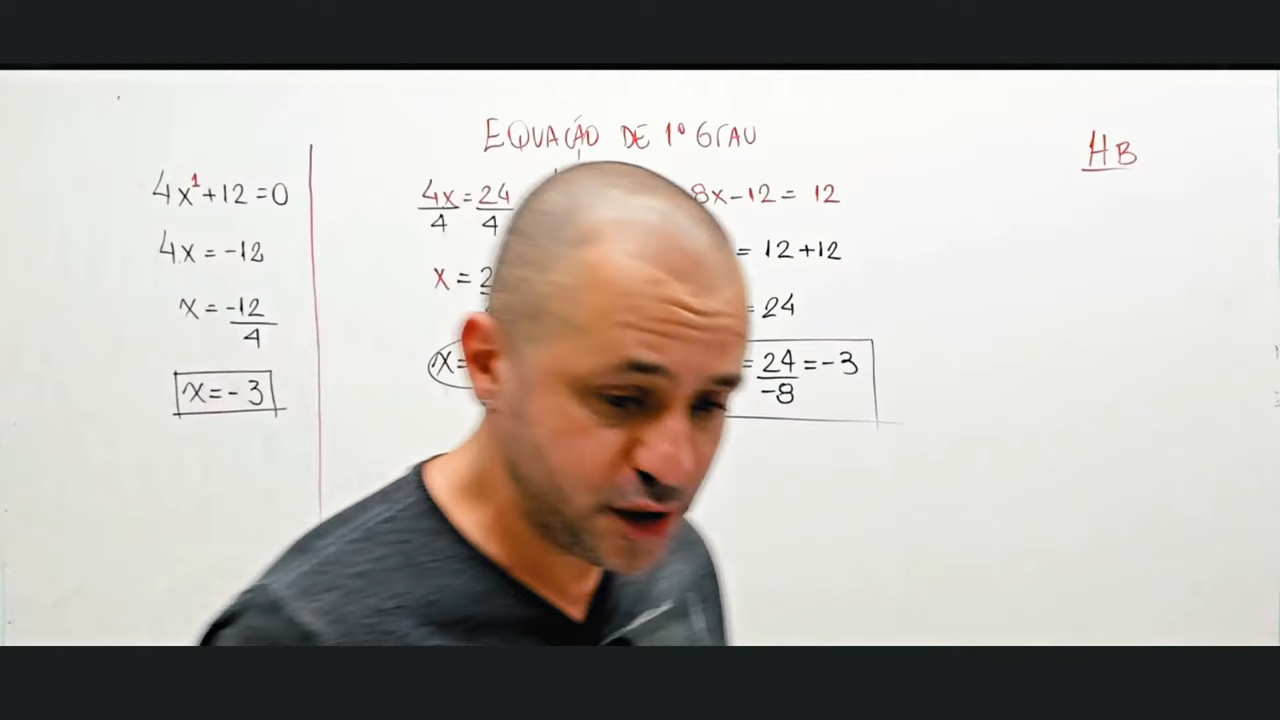 EQUAÇÃO DE 1º GRAU
HB
4x¹+12=0
4x=-12
x=-12
4
x=-3
4x=24
4 4
x=2
x=
8x-12= 12
= 12+12
= 24
= 24 =-3
-8